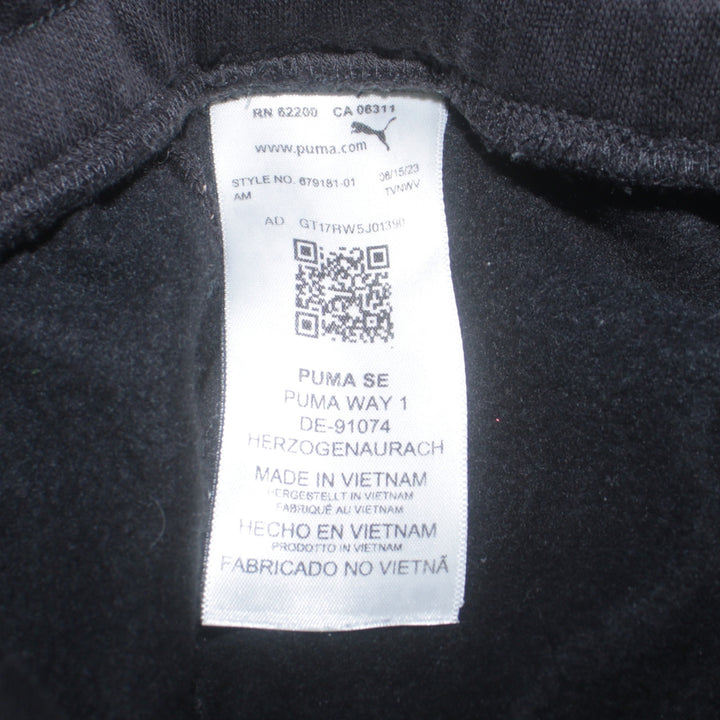 RN 62200 CA 06311
www.puma.com
STYLE NO. 679181-01 06/15/23
AM TVNWV
AD GT17RW5J01390
PUMA SE
PUMA WAY 1
DE-91074
HERZOGENAURACH
MADE IN VIETNAM
HERGESTELLT IN VIETNAM
FABRIQUÉ AU VIETNAM
HECHO EN VIETNAM
PRODOTTO IN VIETNAM
FABRICADO NO VIETNÃ